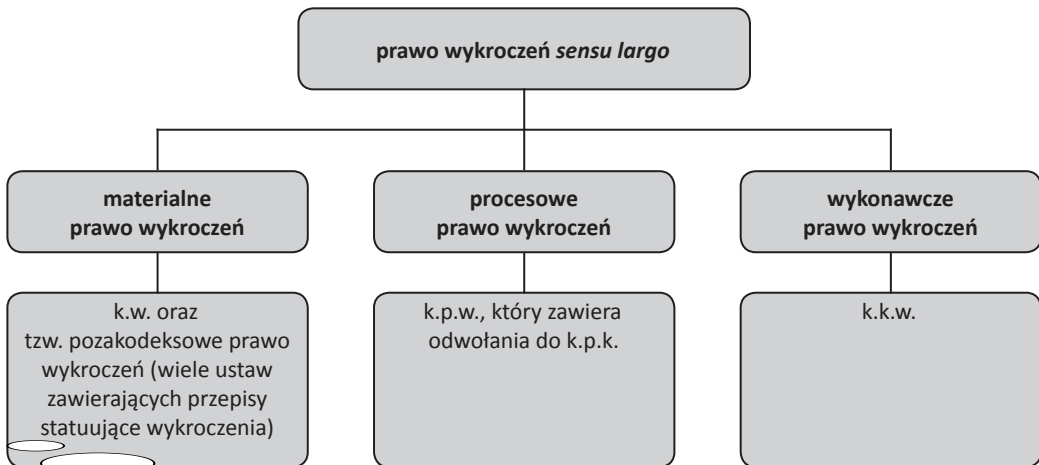 prawo wykroczeń sensu largo
materialne
prawo wykroczeń
procesowe
prawo wykroczeń
wykonawcze
prawo wykroczeń
k.w. oraz
tzw. pozakodeksowe prawo
wykroczeń (wiele ustaw
zawierających przepisy
statuujące wykroczenia)
k.p.w., który zawiera
odwołania do k.p.k.
k.k.w.